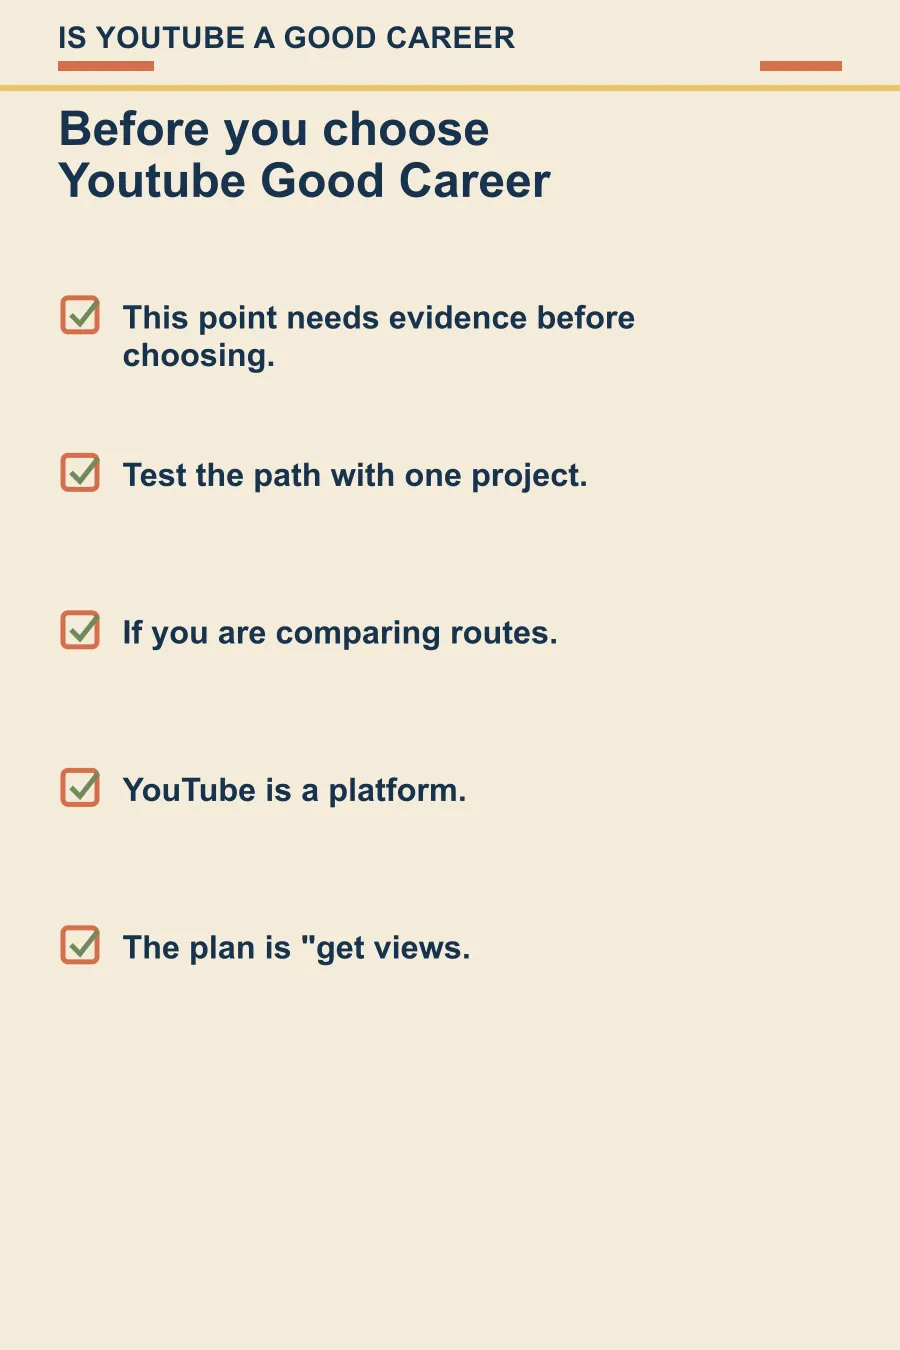 IS YOUTUBE A GOOD CAREER
Before you choose
Youtube Good Career
This point needs evidence before
choosing.
Test the path with one project.
If you are comparing routes.
YouTube is a platform.
The plan is "get views.